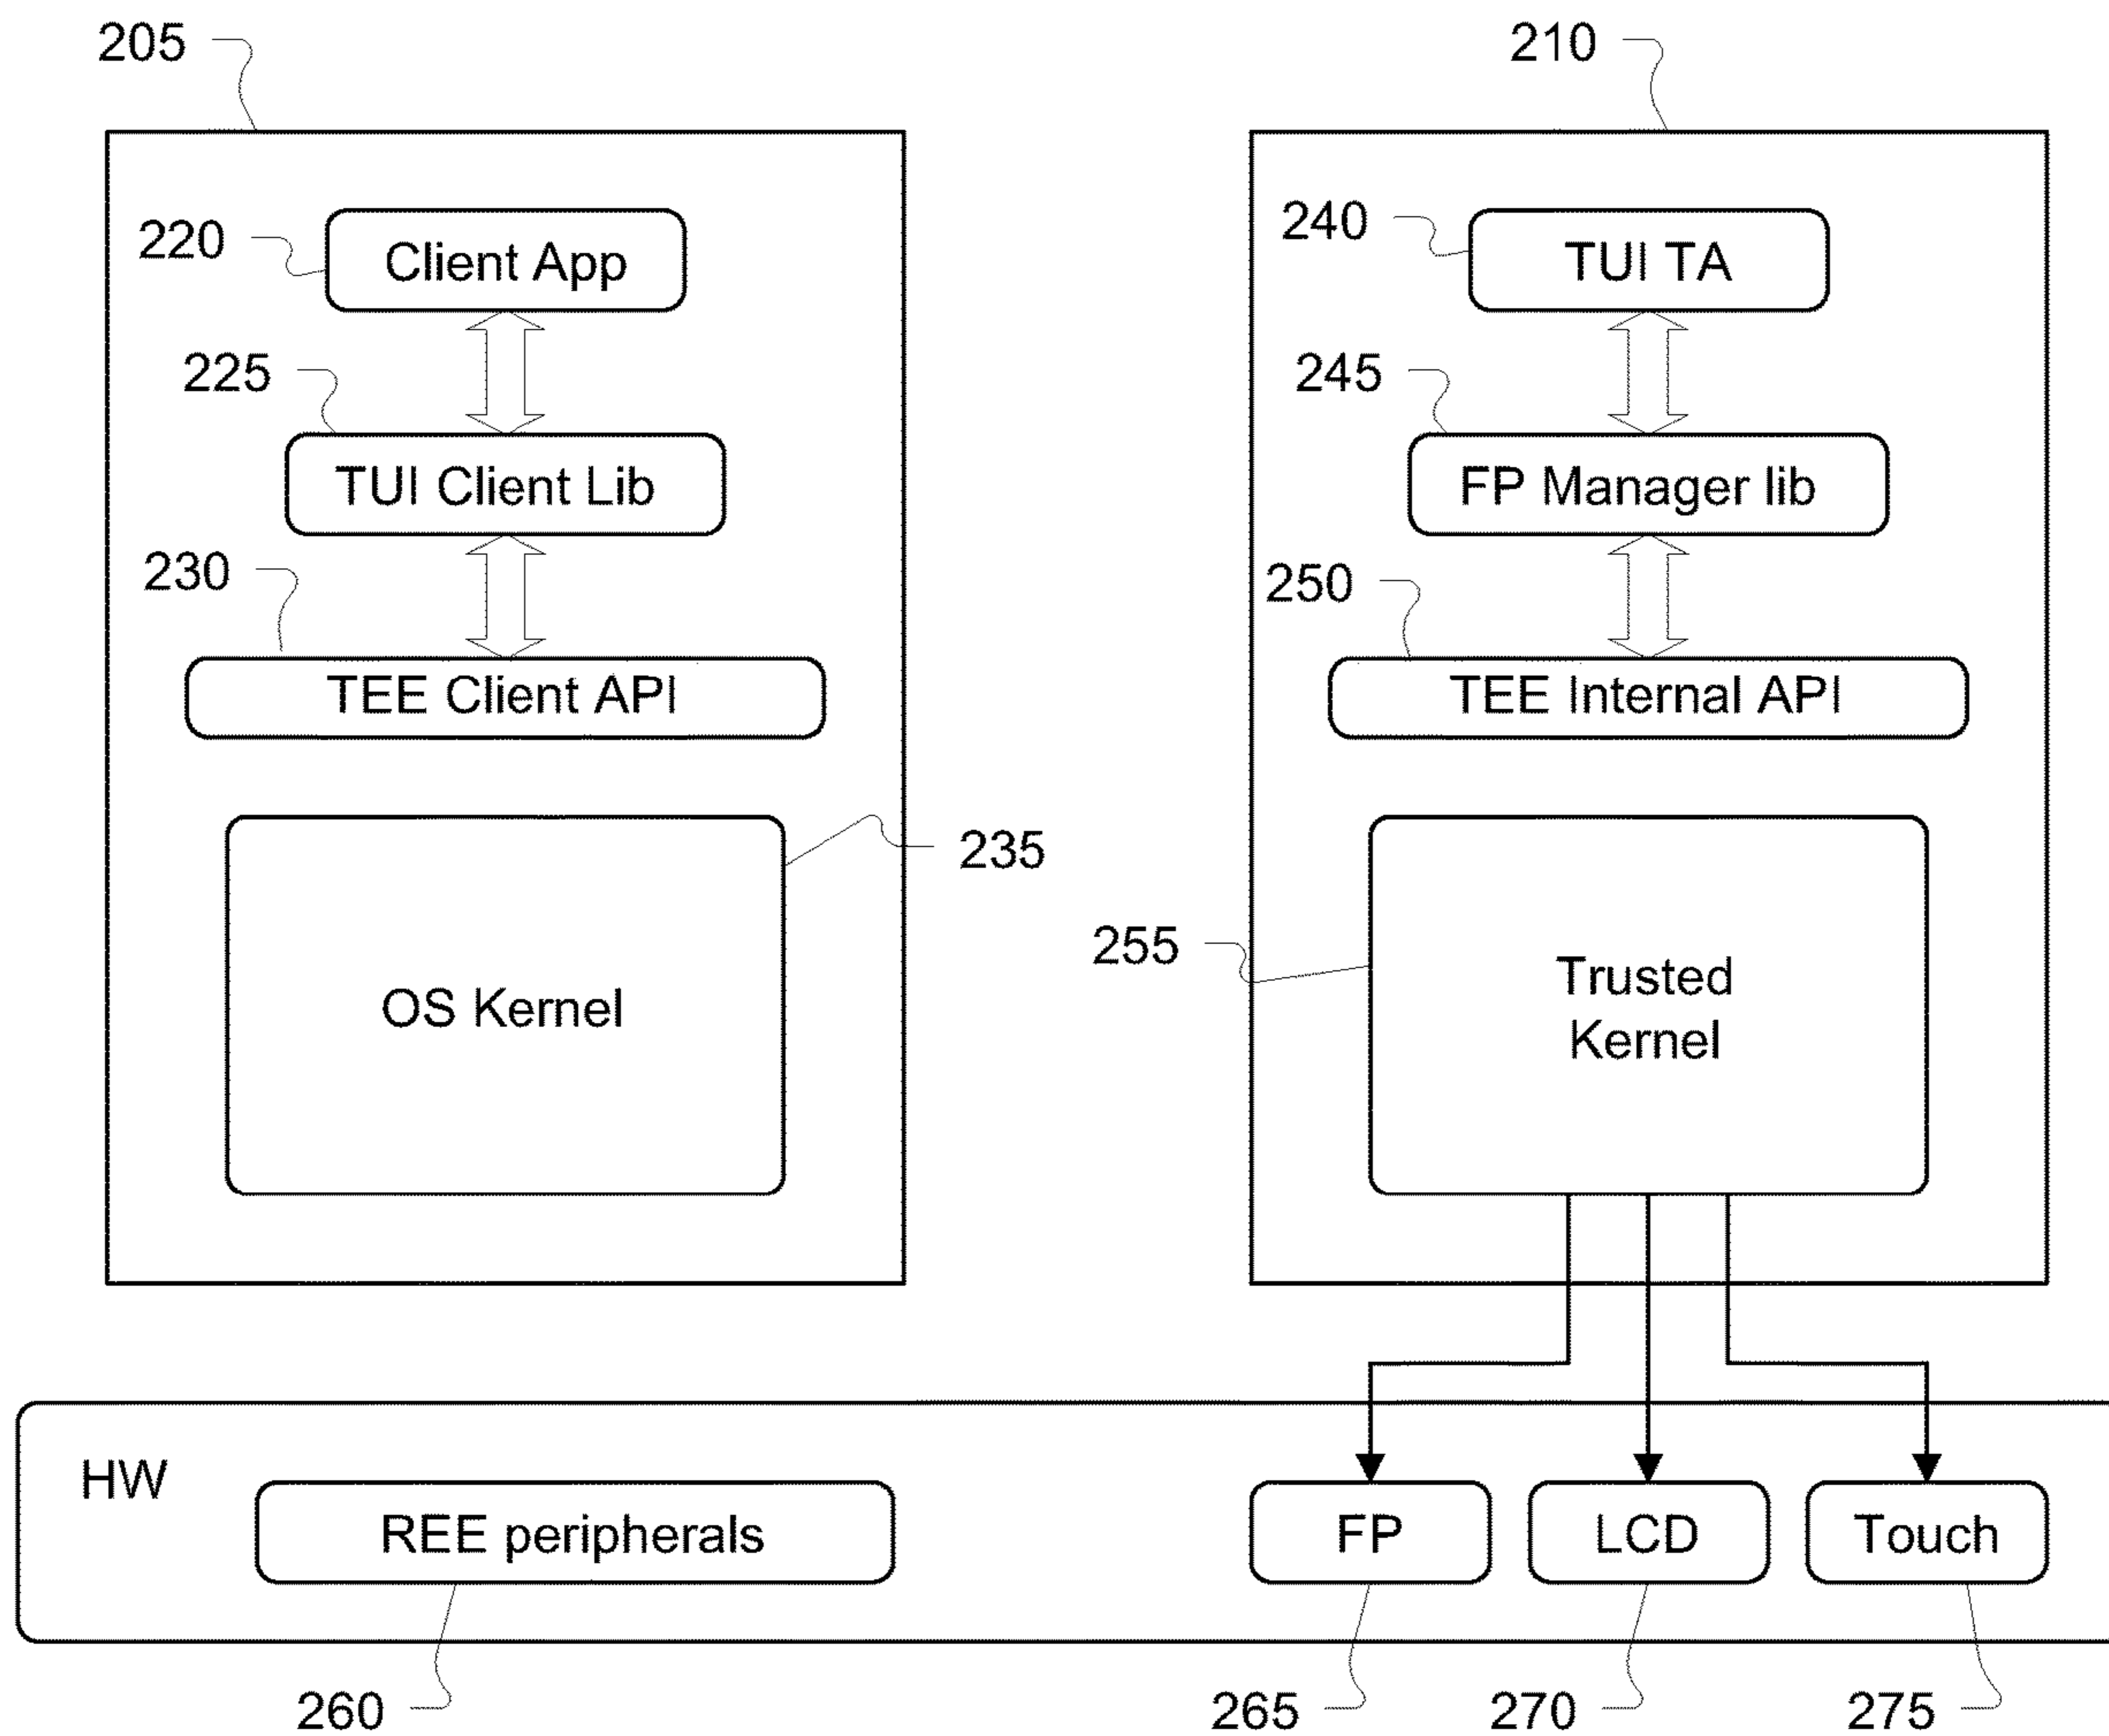 205
210
220
Client App
240
TUI TA
225
TUI Client Lib
245
FP Manager lib
230
TEE Client API
250
TEE Internal API
235
OS Kernel
255
Trusted
Kernel
HW
REE peripherals
FP
LCD
Touch
260
265
270
275